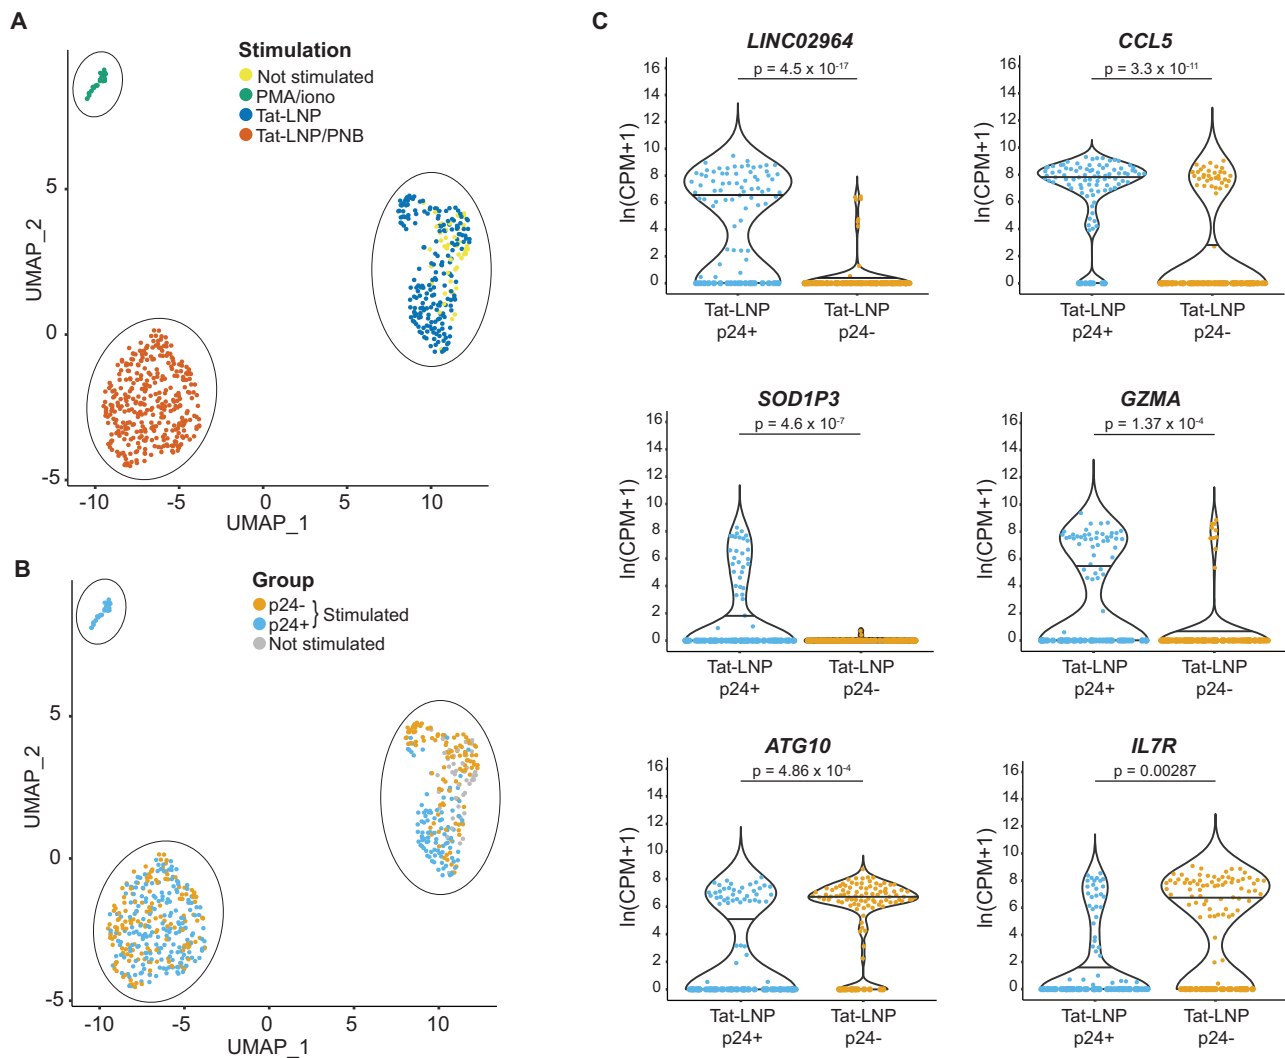 A
Stimulation
Not stimulated
PMA/iono
Tat-LNP
Tat-LNP/PNB
5
0
-5
UMAP_2
-10 -5 0 5 10
UMAP_1
B
Group
p24-
p24+
} Stimulated
Not stimulated
5
0
-5
UMAP_2
-10 -5 0 5 10
UMAP_1
C
LINC02964
p = 4.5 x 10-17
16
14
12
10
8
6
4
2
0
ln(CPM+1)
Tat-LNP Tat-LNP
p24+ p24-
CCL5
p = 3.3 x 10-11
16
14
12
10
8
6
4
2
0
ln(CPM+1)
Tat-LNP Tat-LNP
p24+ p24-
SOD1P3
p = 4.6 x 10-7
16
14
12
10
8
6
4
2
0
ln(CPM+1)
Tat-LNP Tat-LNP
p24+ p24-
GZMA
p = 1.37 x 10-4
16
14
12
10
8
6
4
2
0
ln(CPM+1)
Tat-LNP Tat-LNP
p24+ p24-
ATG10
p = 4.86 x 10-4
16
14
12
10
8
6
4
2
0
ln(CPM+1)
Tat-LNP Tat-LNP
p24+ p24-
IL7R
p = 0.00287
16
14
12
10
8
6
4
2
0
ln(CPM+1)
Tat-LNP Tat-LNP
p24+ p24-